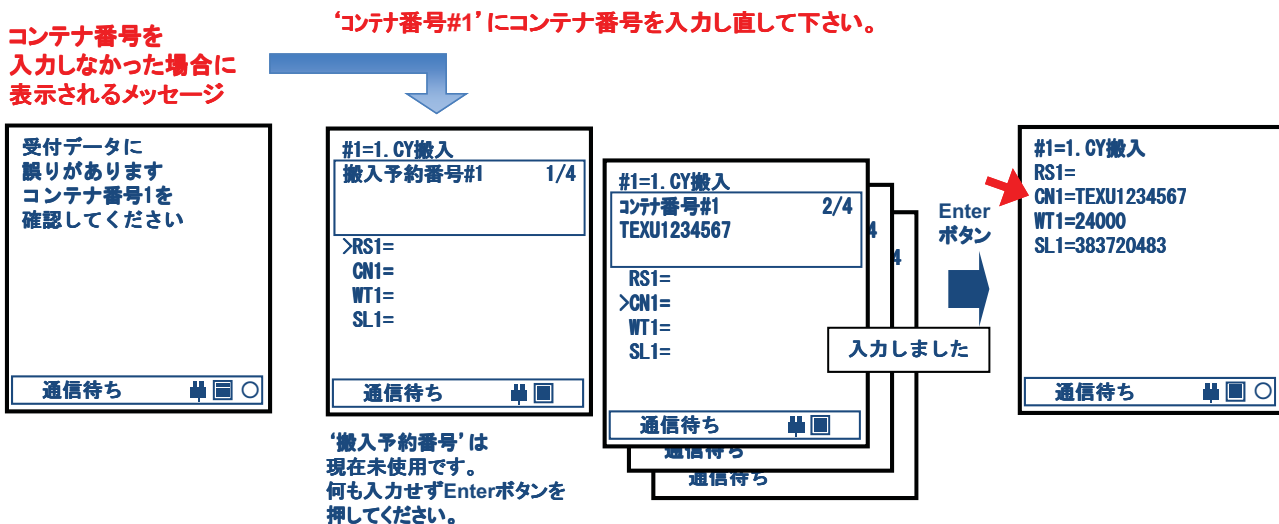 ‘コンテナ番号#1’にコンテナ番号を入力し直して下さい。
コンテナ番号を
入力しなかった場合に
表示されるメッセージ
受付データに
誤りがあります
コンテナ番号1を
確認してください
通信待ち
#1=1. CY搬入
搬入予約番号#1 1/4
>RS1=
CN1=
WT1=
SL1=
通信待ち
‘搬入予約番号’は
現在未使用です。
何も入力せずEnterボタンを
押してください。
#1=1. CY搬入
コンテナ番号#1 2/4
TEXU1234567
RS1=
>CN1=
WT1=
SL1=
通信待ち
4
通信待ち
4
通信待ち
入力しました
Enter
ボタン
#1=1. CY搬入
RS1=
CN1=TEXU1234567
WT1=24000
SL1=383720483
通信待ち